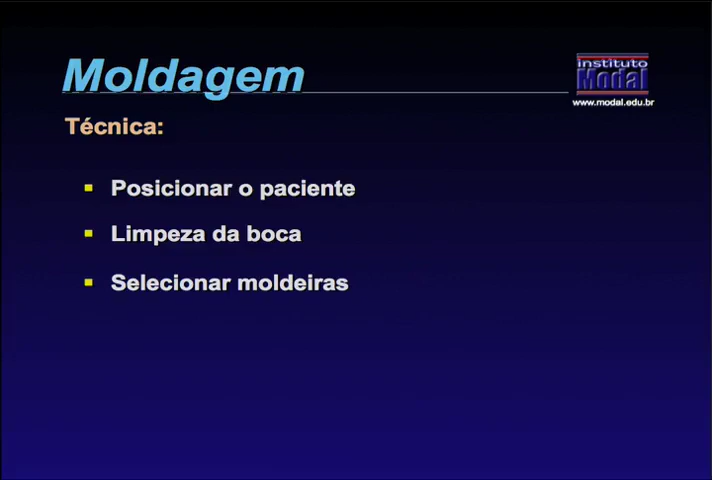 Moldagem
instituto
Modal
www.modal.edu.br
Técnica:
Posicionar o paciente
Limpeza da boca
Selecionar moldeiras